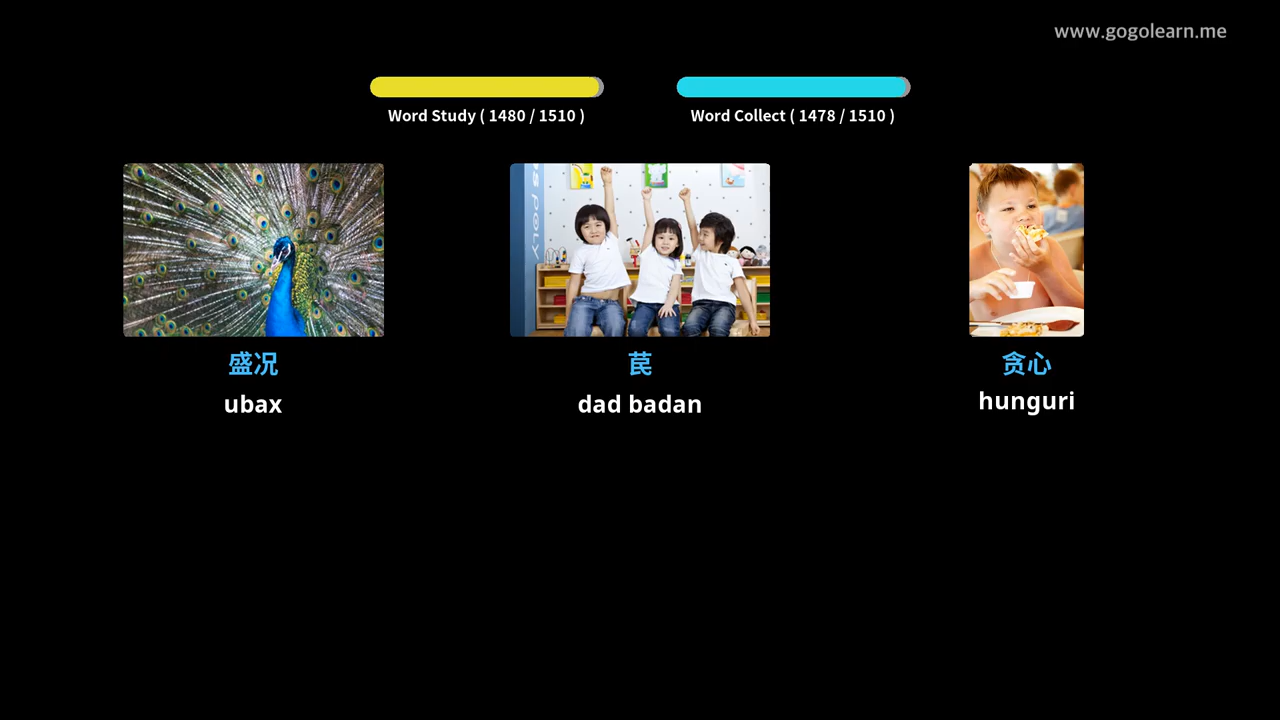 www.gogolearn.me
Word Study ( 1480 / 1510 )
Word Collect ( 1478 / 1510 )
盛况
苠
贪心
ubax
dad badan
hunguri